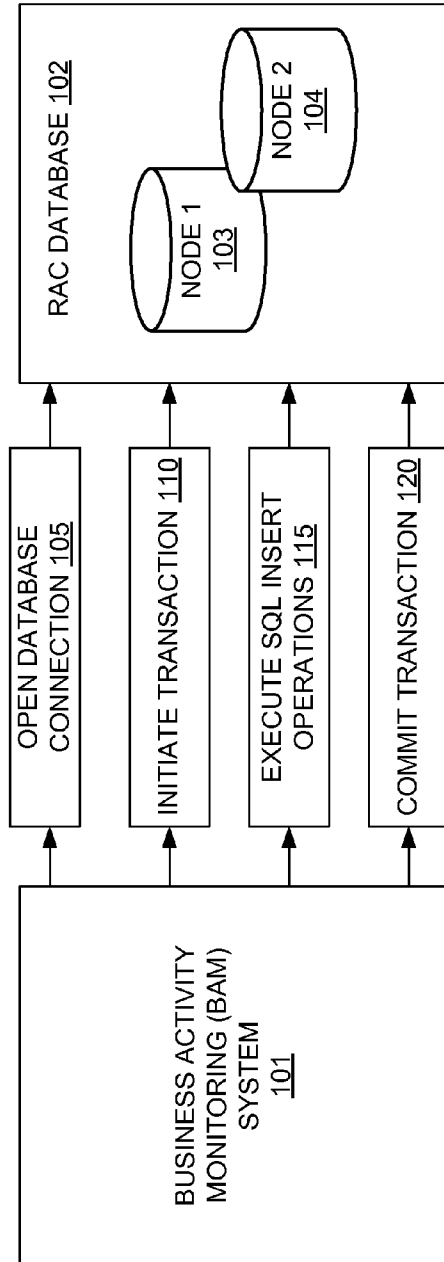 BUSINESS ACTIVITY
MONITORING (BAM)
SYSTEM
101
OPEN DATABASE
CONNECTION 105
INITIATE TRANSACTION 110
EXECUTE SQL INSERT
OPERATIONS 115
COMMIT TRANSACTION 120
RAC DATABASE 102
NODE 1
103
NODE 2
104